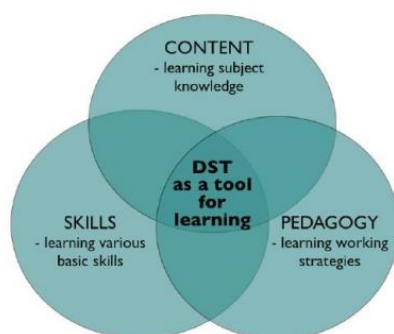 CONTENT
- learning subject
knowledge
DST
as a tool
for
learning
SKILLS
- learning various
basic skills
PEDAGOGY
- learning working
strategies